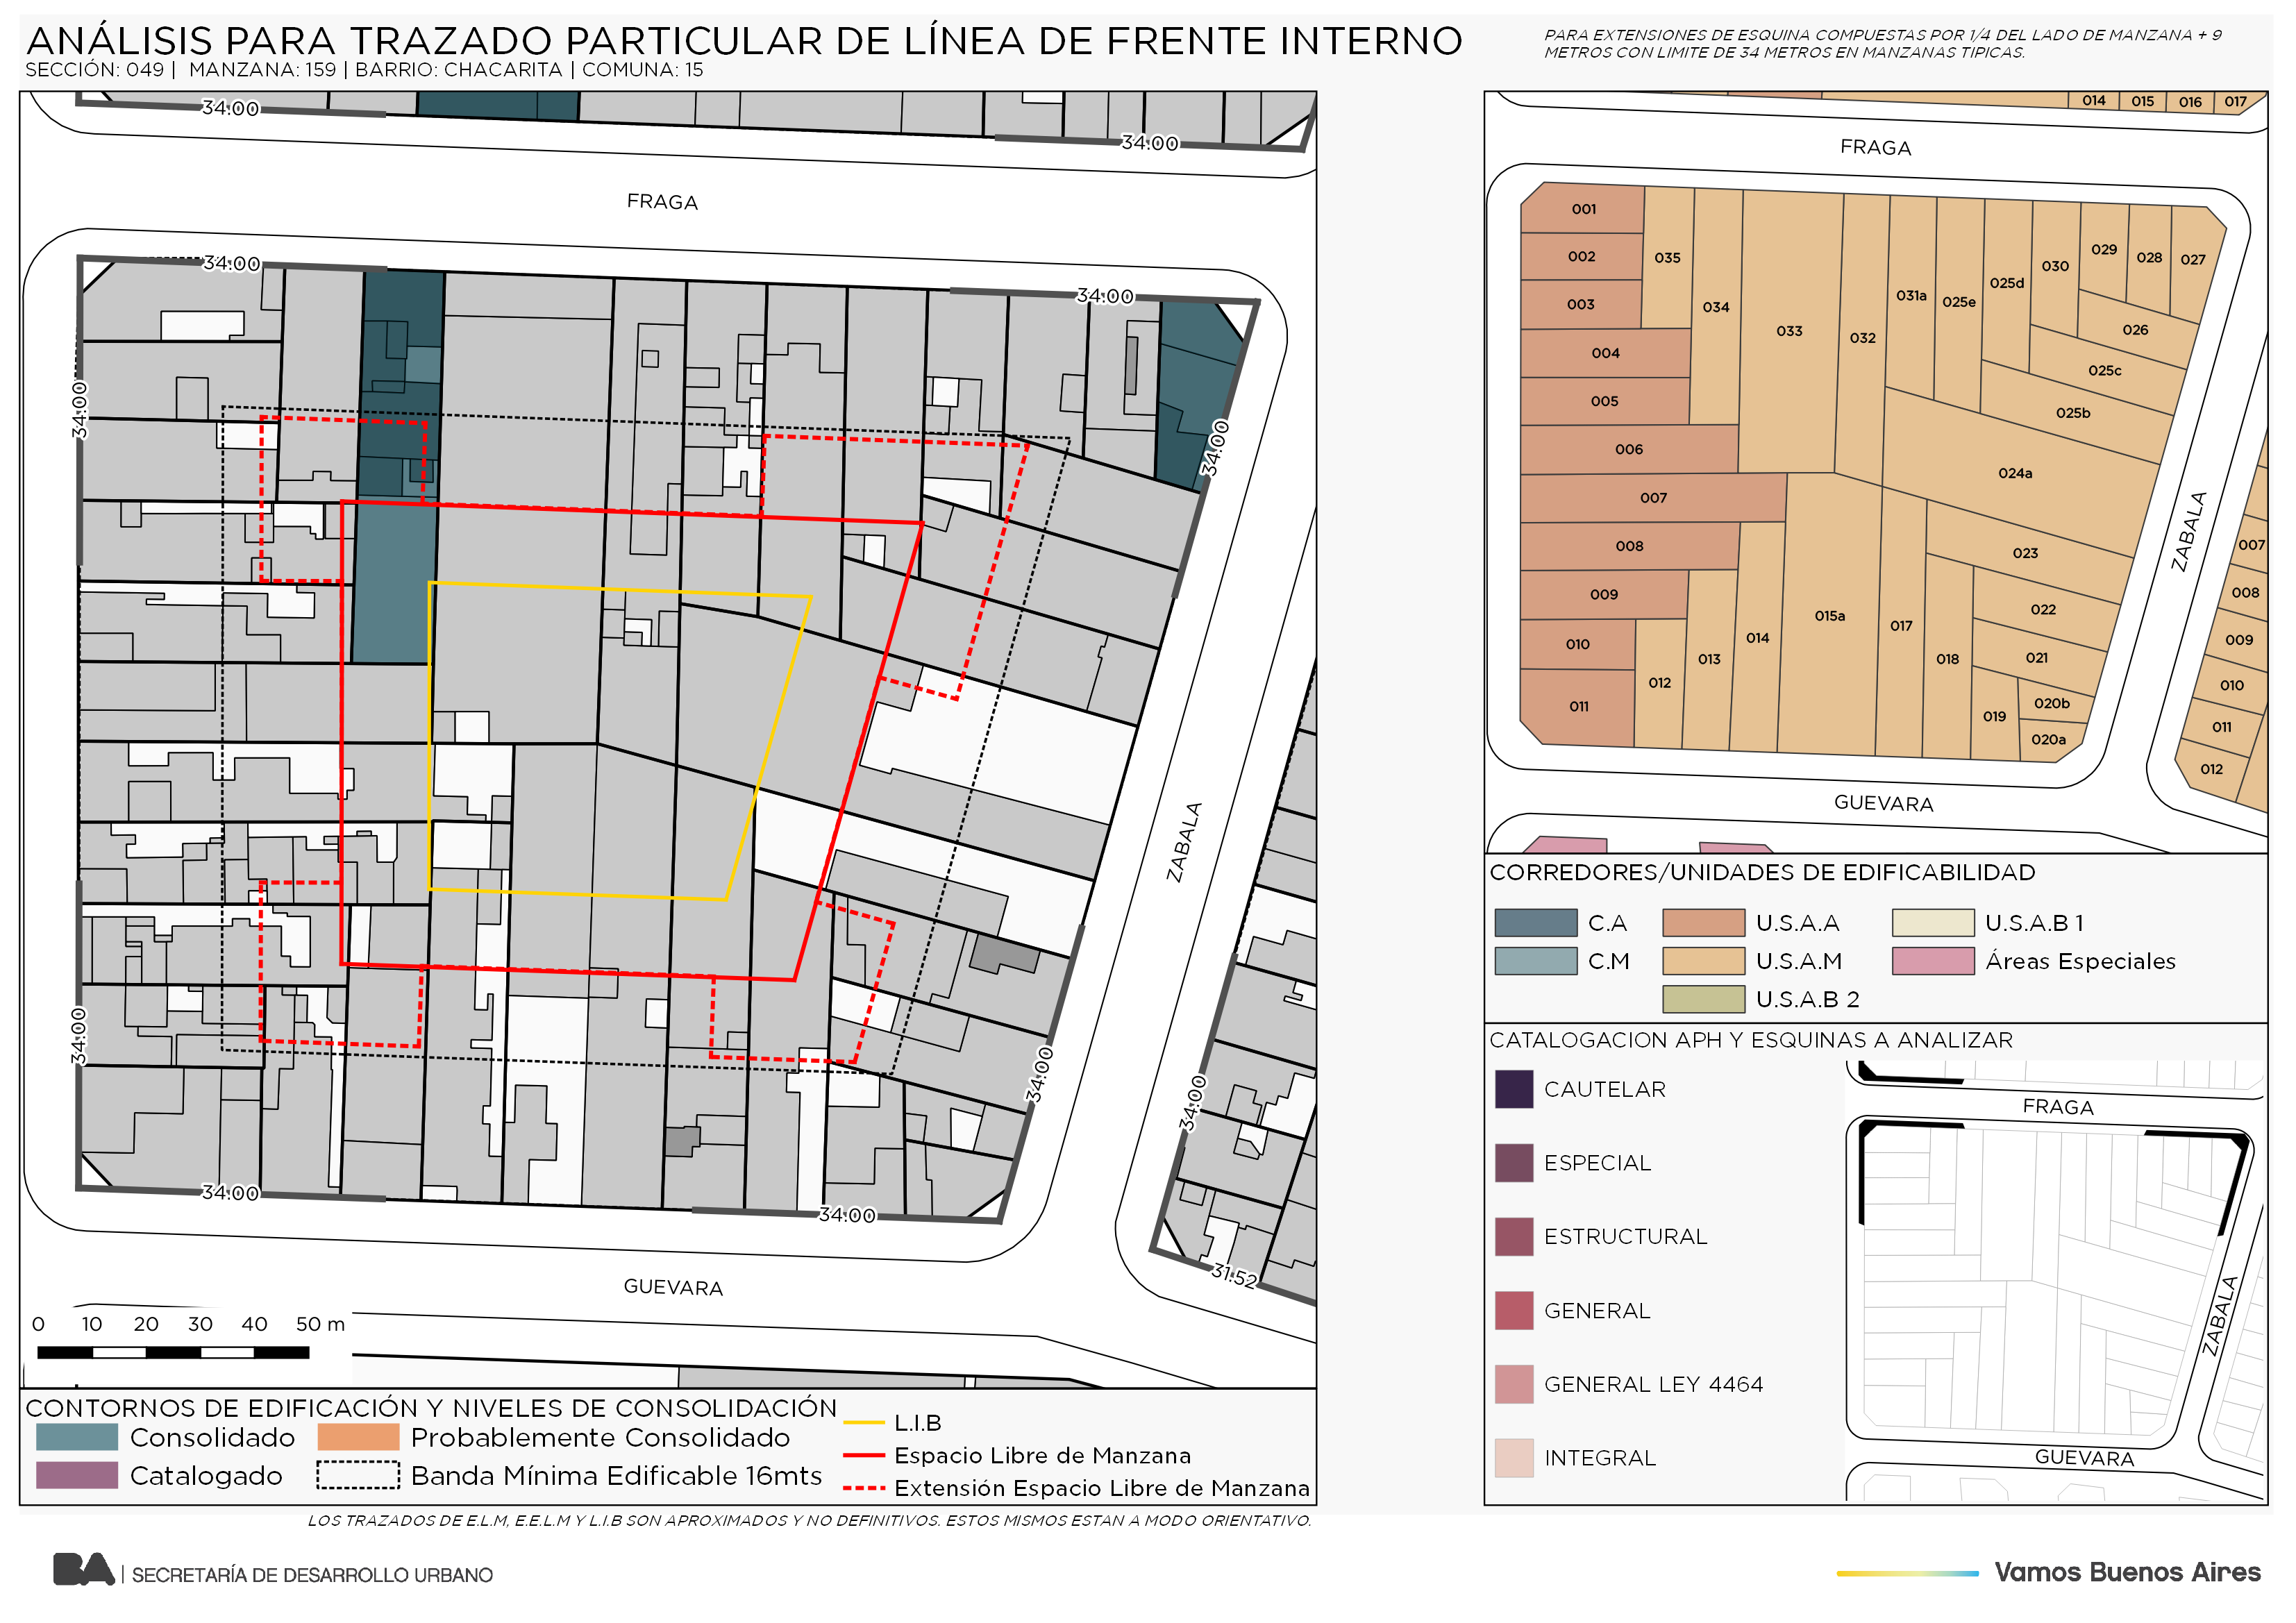 ANÁLISIS PARA TRAZADO PARTICULAR DE LÍNEA DE FRENTE INTERNO
SECCIÓN: 049 | MANZANA: 159 | BARRIO: CHACARITA | COMUNA: 15
PARA EXTENSIONES DE ESQUINA COMPUESTAS POR 1/4 DEL LADO DE MANZANA + 9
METROS CON LIMITE DE 34 METROS EN MANZANAS TIPICAS.
34.00
34.00
FRAGA
34.00
34.00
34.00
34.00
ZABALA
34.00
34.00
34.00
34.00
34.00
31.52
GUEVARA
0 10 20 30 40 50 m
CONTORNOS DE EDIFICACIÓN Y NIVELES DE CONSOLIDACIÓN
Consolidado
Probablemente Consolidado
Catalogado
Banda Mínima Edificable 16mts
L.I.B
Espacio Libre de Manzana
Extensión Espacio Libre de Manzana
LOS TRAZADOS DE E.L.M, E.E.L.M Y L.I.B SON APROXIMADOS Y NO DEFINITIVOS. ESTOS MISMOS ESTAN A MODO ORIENTATIVO.
014 015 016 017
FRAGA
001
002
003
004
005
006
007
008
009
010
011
035
034
033
032
031a
025e
025d
030
029
028
027
026
025c
025b
024a
023
022
021
020b
020a
019
018
017
015a
014
013
012
ZABALA
007
008
009
010
011
012
GUEVARA
CORREDORES/UNIDADES DE EDIFICABILIDAD
C.A
U.S.A.A
U.S.A.B 1
C.M
U.S.A.M
Áreas Especiales
U.S.A.B 2
CATALOGACION APH Y ESQUINAS A ANALIZAR
CAUTELAR
ESPECIAL
ESTRUCTURAL
GENERAL
GENERAL LEY 4464
INTEGRAL
FRAGA
ZABALA
GUEVARA
BA | SECRETARÍA DE DESARROLLO URBANO
Vamos Buenos Aires